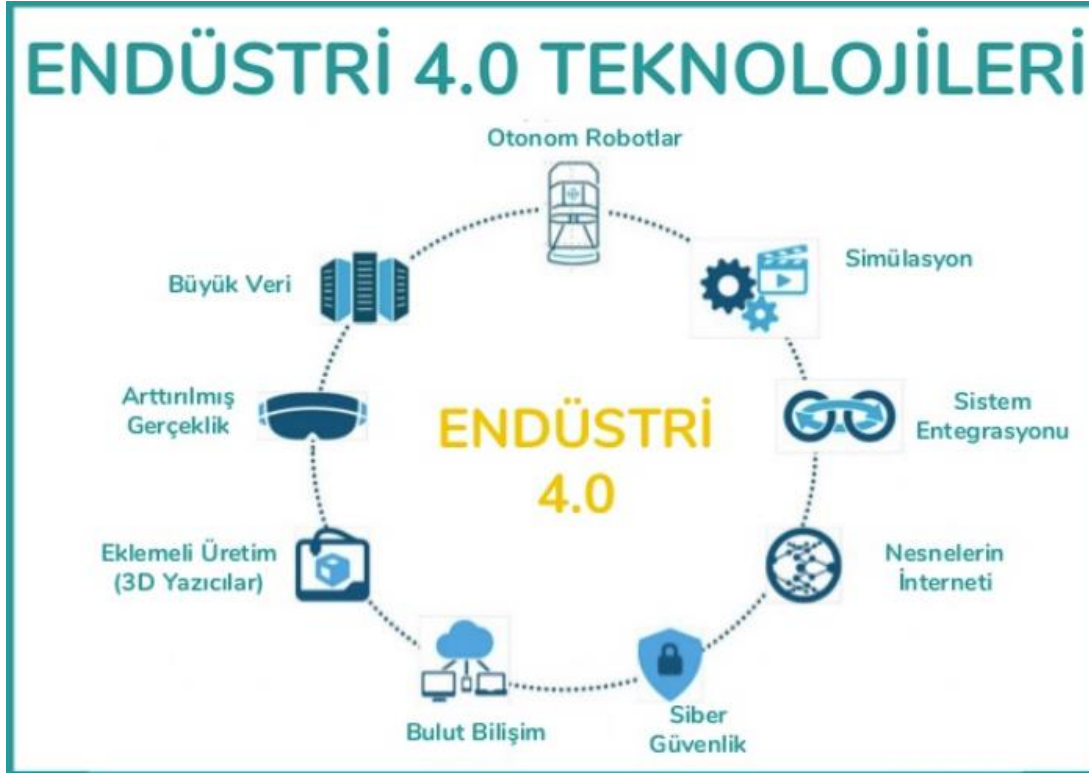 ENDÜSTRİ 4.0 TEKNOLOJİLERİ
Otonom Robotlar
Simülasyon
Sistem
Entegrasyonu
Nesnelerin
İnterneti
Siber
Güvenlik
Bulut Bilişim
Eklemeli Üretim
(3D Yazıcılar)
Arttırılmış
Gerçeklik
Büyük Veri
ENDÜSTRİ
4.0